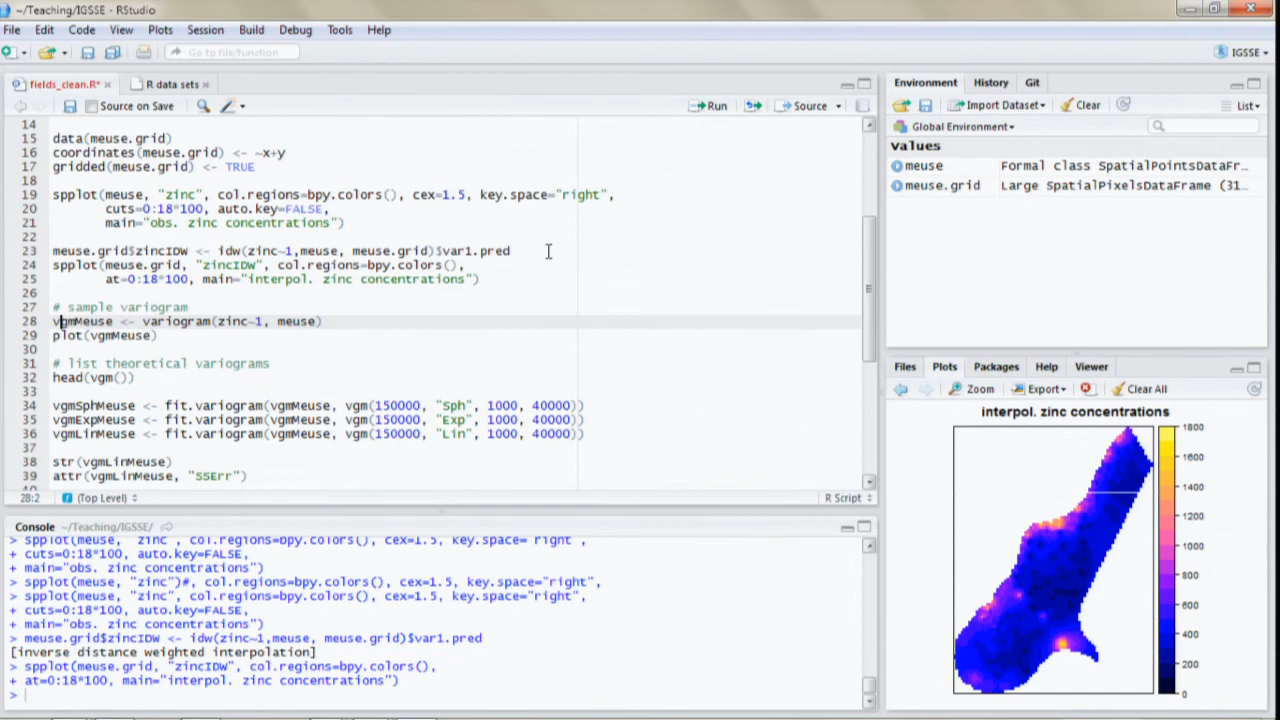 ~/Teaching/IGSSE - RStudio
File Edit Code View Plots Session Build Debug Tools Help
Go to file/function IGSSE
fields_clean.R* × R data sets ×
Source on Save Run Source
14
15 data(meuse.grid)
16 coordinates(meuse.grid) <- ~x+y
17 gridded(meuse.grid) <- TRUE
18
19 spplot(meuse, "zinc", col.regions=bpy.colors(), cex=1.5, key.space="right",
20 cuts=0:18*100, auto.key=FALSE,
21 main="obs. zinc concentrations")
22
23 meuse.grid$zincIDW <- idw(zinc~1,meuse, meuse.grid)$var1.pred
24 spplot(meuse.grid, "zincIDW", col.regions=bpy.colors(),
25 at=0:18*100, main="interpol. zinc concentrations")
26
27 # sample variogram
28 vgmMeuse <- variogram(zinc~1, meuse)
29 plot(vgmMeuse)
30
31 # list theoretical variograms
32 head(vgm())
33
34 vgmSphMeuse <- fit.variogram(vgmMeuse, vgm(150000, "Sph", 1000, 40000))
35 vgmExpMeuse <- fit.variogram(vgmMeuse, vgm(150000, "Exp", 1000, 40000))
36 vgmLinMeuse <- fit.variogram(vgmMeuse, vgm(150000, "Lin", 1000, 40000))
37
38 str(vgmLinMeuse)
39 attr(vgmLinMeuse, "SSErr")
28:2 (Top Level) R Script
Console ~/Teaching/IGSSE/
> spplot(meuse, "zinc", col.regions=bpy.colors(), cex=1.5, key.space="right",
+ cuts=0:18*100, auto.key=FALSE,
+ main="obs. zinc concentrations")
> spplot(meuse, "zinc")#, col.regions=bpy.colors(), cex=1.5, key.space="right",
> spplot(meuse, "zinc", col.regions=bpy.colors(), cex=1.5, key.space="right",
+ cuts=0:18*100, auto.key=FALSE,
+ main="obs. zinc concentrations")
> meuse.grid$zincIDW <- idw(zinc~1,meuse, meuse.grid)$var1.pred
[inverse distance weighted interpolation]
> spplot(meuse.grid, "zincIDW", col.regions=bpy.colors(),
+ at=0:18*100, main="interpol. zinc concentrations")
>
Environment History Git
Import Dataset Clear List
Global Environment
values
meuse Formal class SpatialPointsDataFr…
meuse.grid Large SpatialPixelsDataFrame (31…
Files Plots Packages Help Viewer
Zoom Export Clear All
interpol. zinc concentrations
1800
1600
1400
1200
1000
800
600
400
200
0